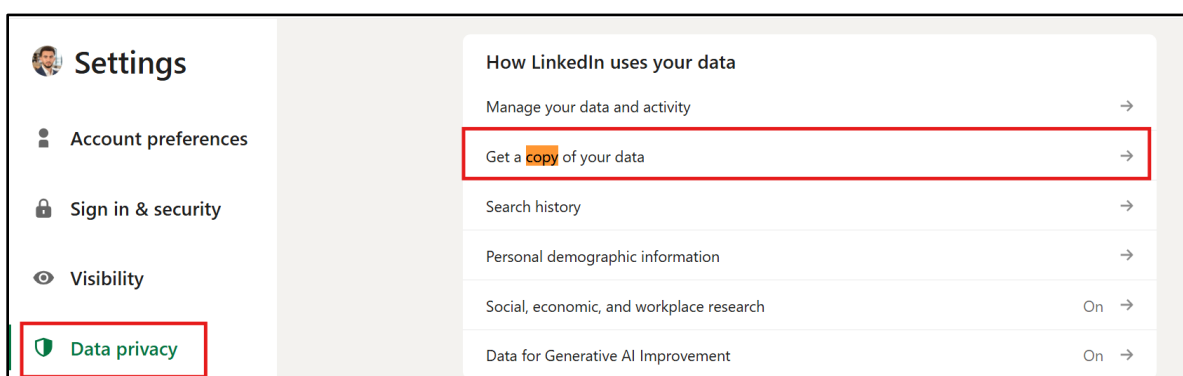 Settings
Account preferences
Sign in & security
Visibility
Data privacy
How LinkedIn uses your data
Manage your data and activity
Get a copy of your data
Search history
Personal demographic information
Social, economic, and workplace research On
Data for Generative AI Improvement On